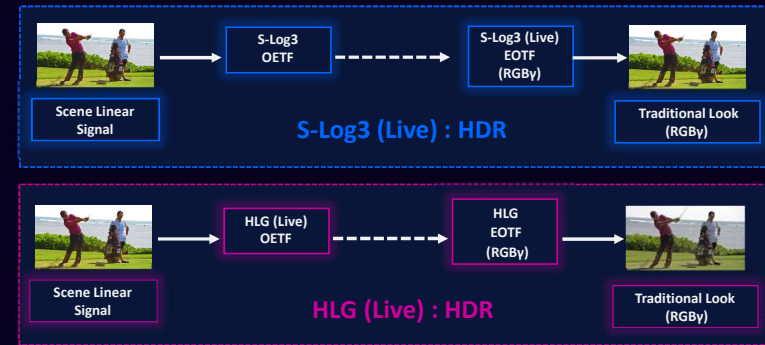 S-Log3
OETF
S-Log3 (Live)
EOTF
(RGBγ)
Scene Linear
Signal
S-Log3 (Live) : HDR
Traditional Look
(RGBγ)
HLG (Live)
OETF
HLG
EOTF
(RGBγ)
Scene Linear
Signal
HLG (Live) : HDR
Traditional Look
(RGBγ)